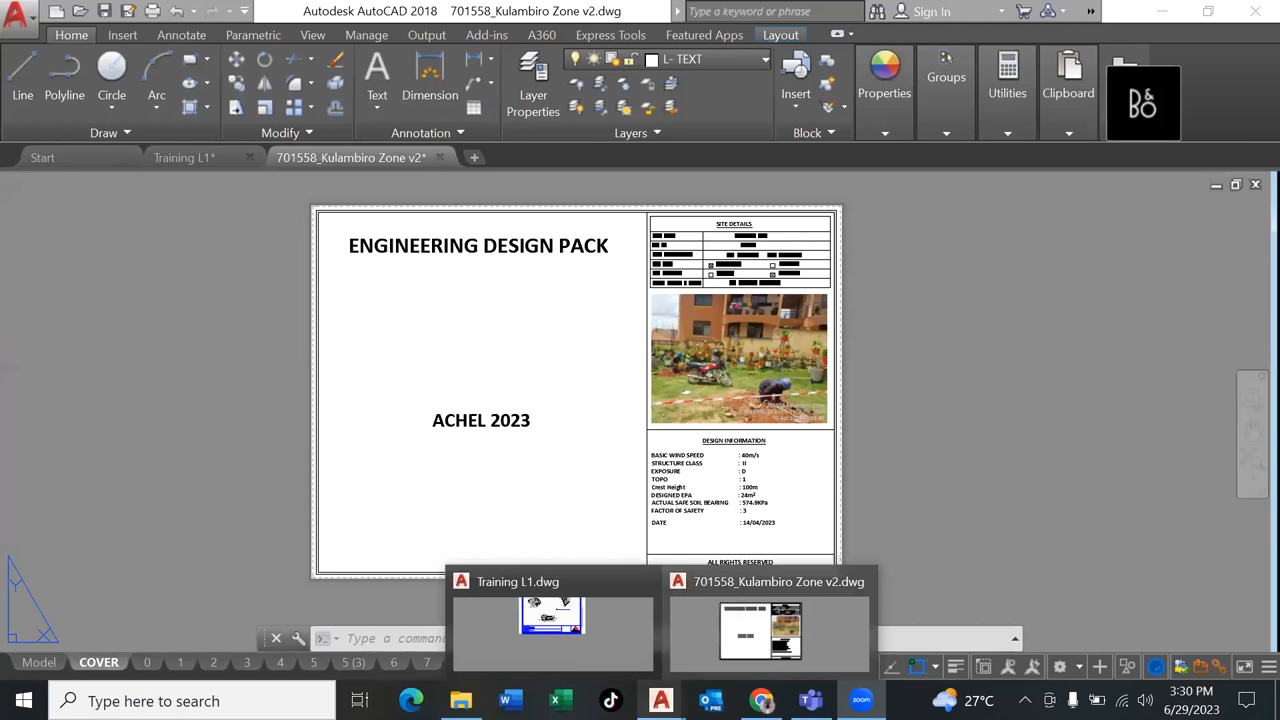 Autodesk AutoCAD 2018 701558_Kulambiro Zone v2.dwg
Type a keyword or phrase
Sign In
Home Insert Annotate Parametric View Manage Output Add-ins A360 Express Tools Featured Apps Layout
L- TEXT
Line Polyline Circle Arc
Text Dimension
Layer Properties
Insert
Properties Groups Utilities Clipboard
B&O
Draw Modify Annotation Layers Block
Start Training L1* 701558_Kulambiro Zone v2*
ENGINEERING DESIGN PACK
ACHEL 2023
SITE DETAILS
DESIGN INFORMATION
BASIC WIND SPEED : 40m/s
STRUCTURE CLASS : II
EXPOSURE : D
TOPO : 1
Crest Height : 100m
DESIGNED EPA : 24m²
ACTUAL SAFE SOIL BEARING : 574.9KPa
FACTOR OF SAFETY : 3
DATE : 14/04/2023
ALL RIGHTS RESERVED
Training L1.dwg
701558_Kulambiro Zone v2.dwg
Y
X
Type a comma
Model COVER 0 1 2 3 4 5 5 (3) 6 7
Type here to search
27°C
3:30 PM
6/29/2023